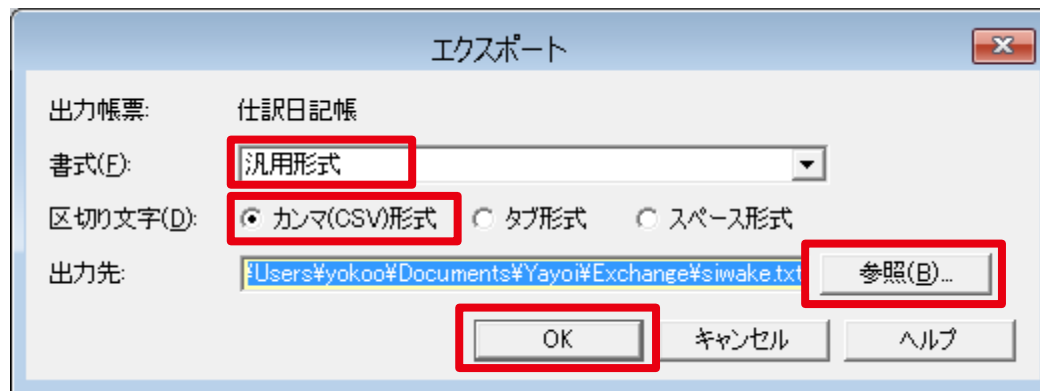 エクスポート
出力帳票: 仕訳日記帳
書式(F): 汎用形式
区切り文字(D): カンマ(CSV)形式 タブ形式 スペース形式
出力先: ¥Users¥yokoo¥Documents¥Yayoi¥Exchange¥siwake.txt 参照(B)...
OK キャンセル ヘルプ